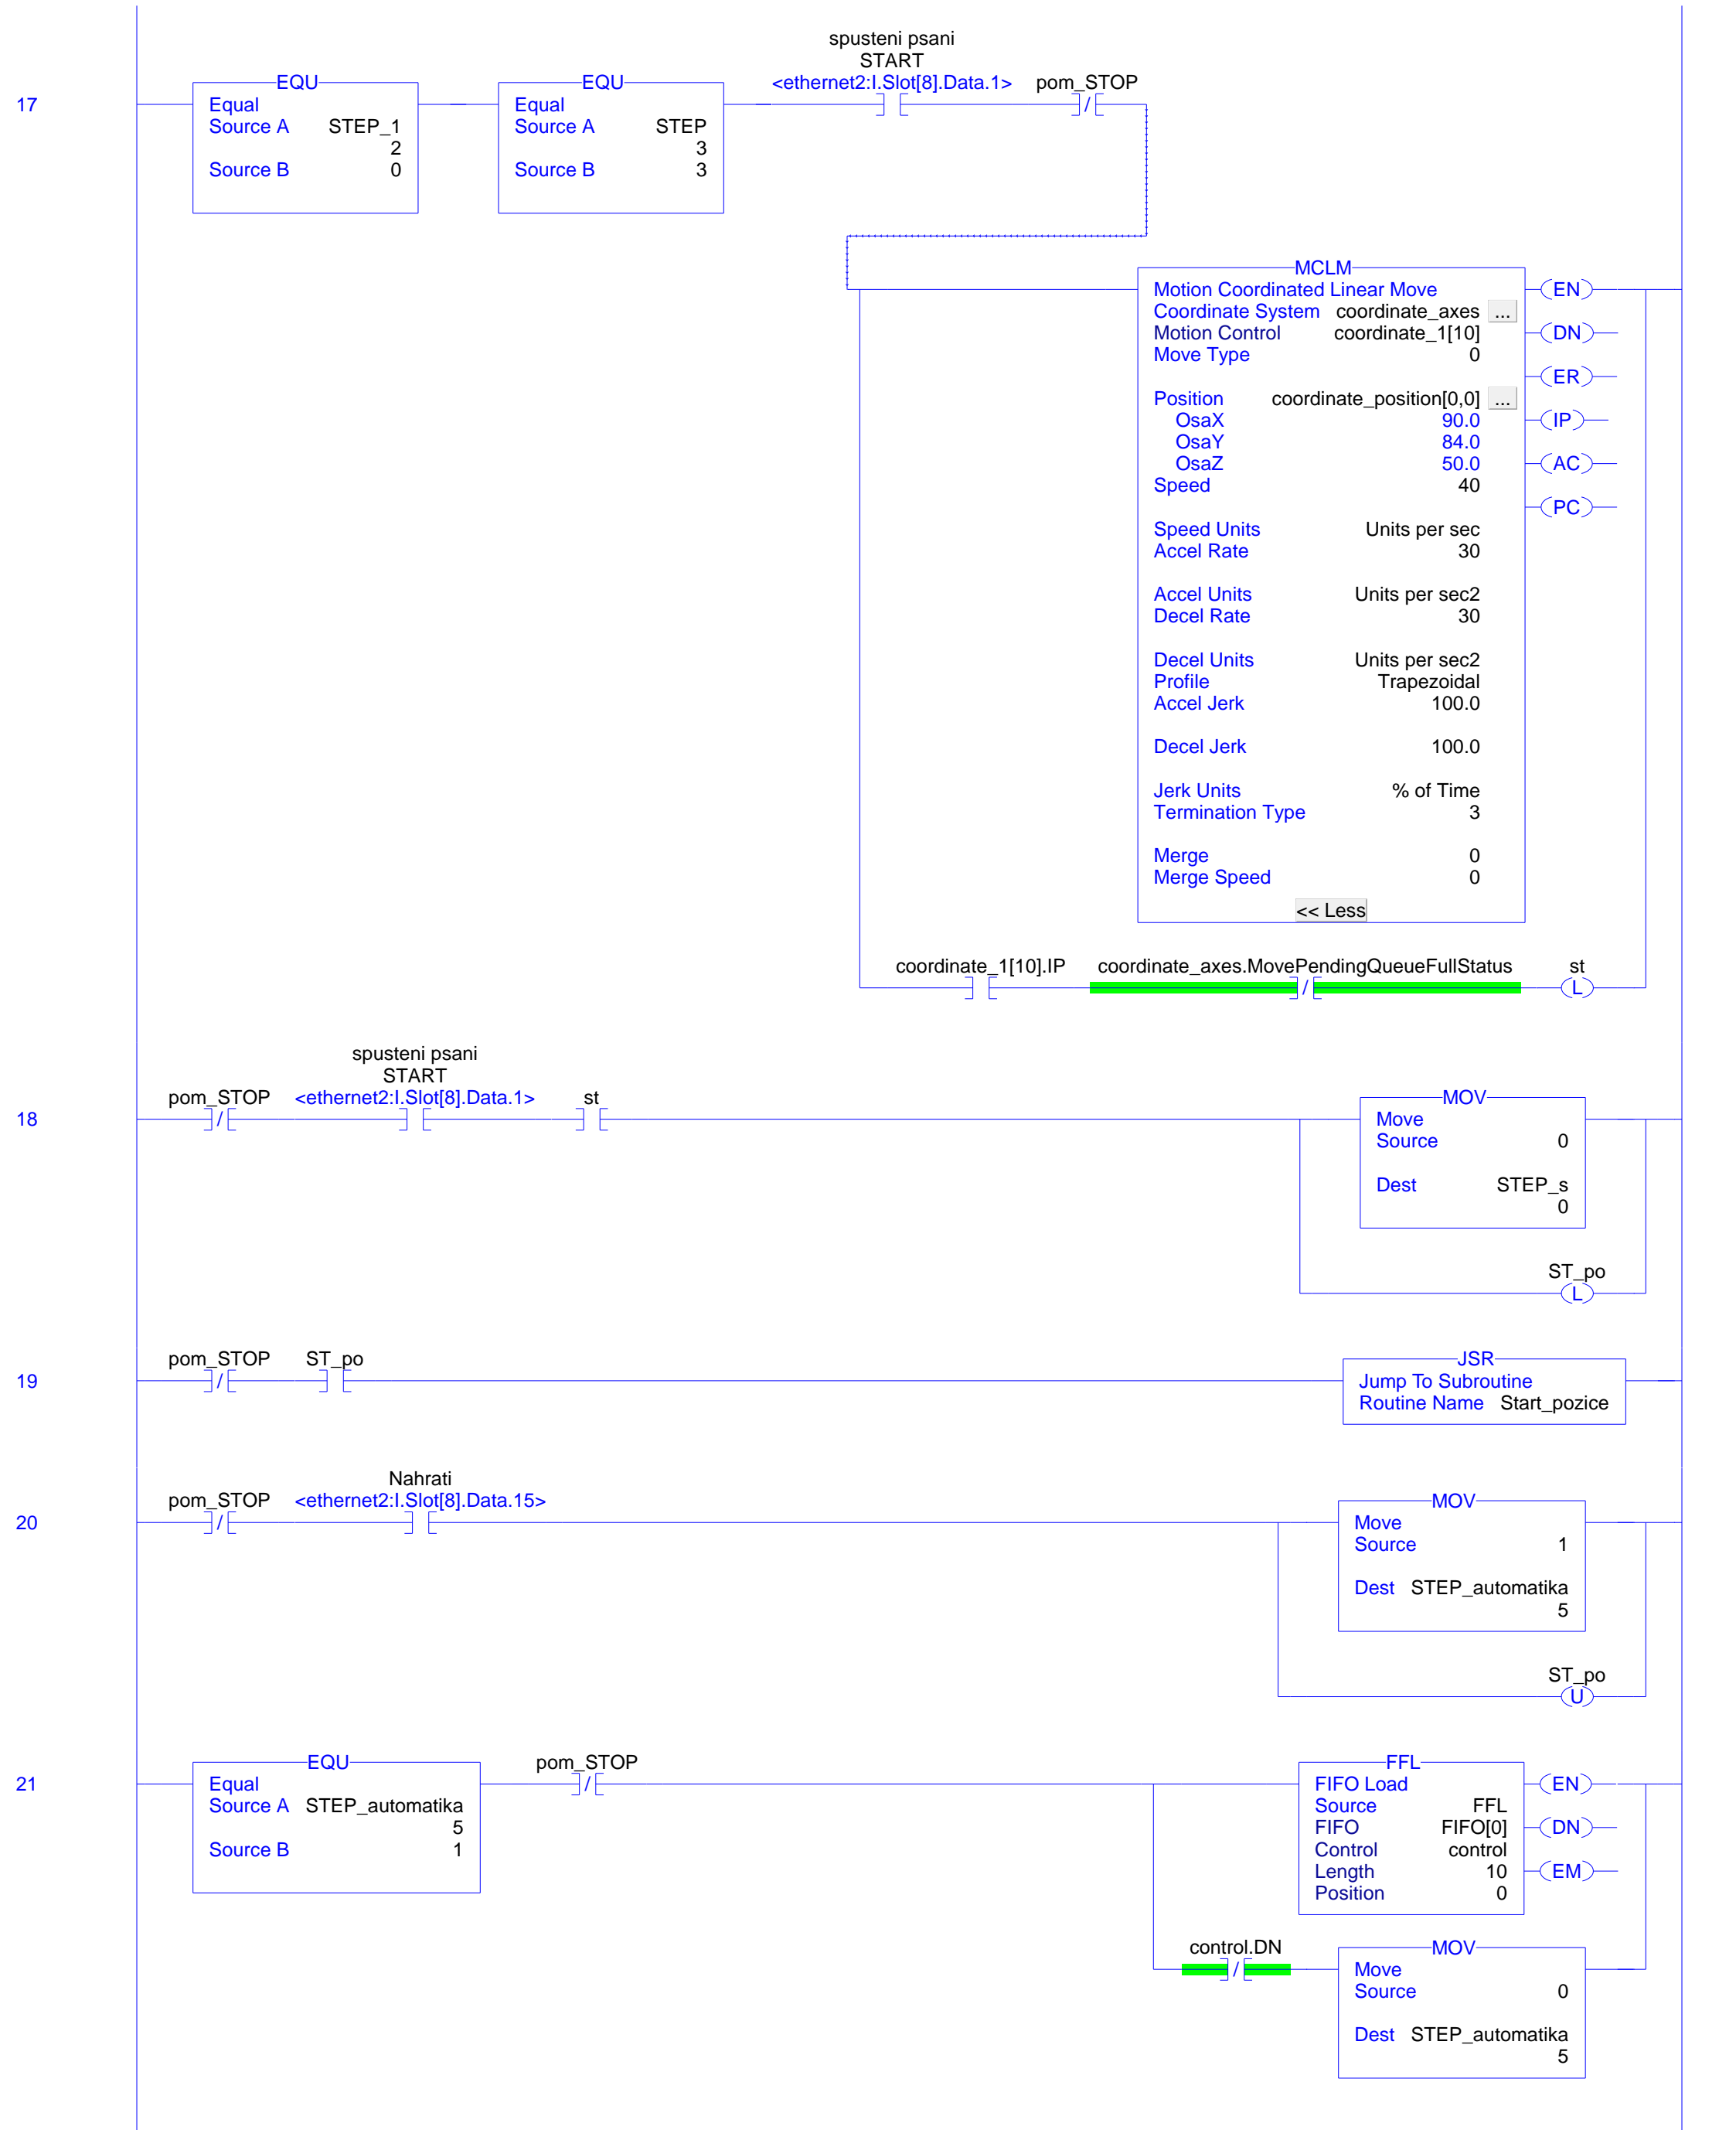 17
EQU
Equal
Source A STEP_1
2
Source B 0
EQU
Equal
Source A STEP
3
Source B 3
spusteni psani
START
<ethernet2:I.Slot[8].Data.1>
pom_STOP
/
MCLM
Motion Coordinated Linear Move
Coordinate System coordinate_axes ...
Motion Control coordinate_1[10]
Move Type 0
Position coordinate_position[0,0] ...
OsaX 90.0
OsaY 84.0
OsaZ 50.0
Speed 40
Speed Units Units per sec
Accel Rate 30
Accel Units Units per sec2
Decel Rate 30
Decel Units Units per sec2
Profile Trapezoidal
Accel Jerk 100.0
Decel Jerk 100.0
Jerk Units % of Time
Termination Type 3
Merge 0
Merge Speed 0
<< Less
EN
DN
ER
IP
AC
PC
coordinate_1[10].IP
coordinate_axes.MovePendingQueueFullStatus
/
st
L
18
pom_STOP
/
spusteni psani
START
<ethernet2:I.Slot[8].Data.1>
st
MOV
Move
Source 0
Dest STEP_s
0
ST_po
L
19
pom_STOP
/
ST_po
JSR
Jump To Subroutine
Routine Name Start_pozice
20
pom_STOP
/
Nahrati
<ethernet2:I.Slot[8].Data.15>
MOV
Move
Source 1
Dest STEP_automatika
5
ST_po
U
21
EQU
Equal
Source A STEP_automatika
5
Source B 1
pom_STOP
/
FFL
FIFO Load
Source FFL
FIFO FIFO[0]
Control control
Length 10
Position 0
EN
DN
EM
control.DN
/
MOV
Move
Source 0
Dest STEP_automatika
5